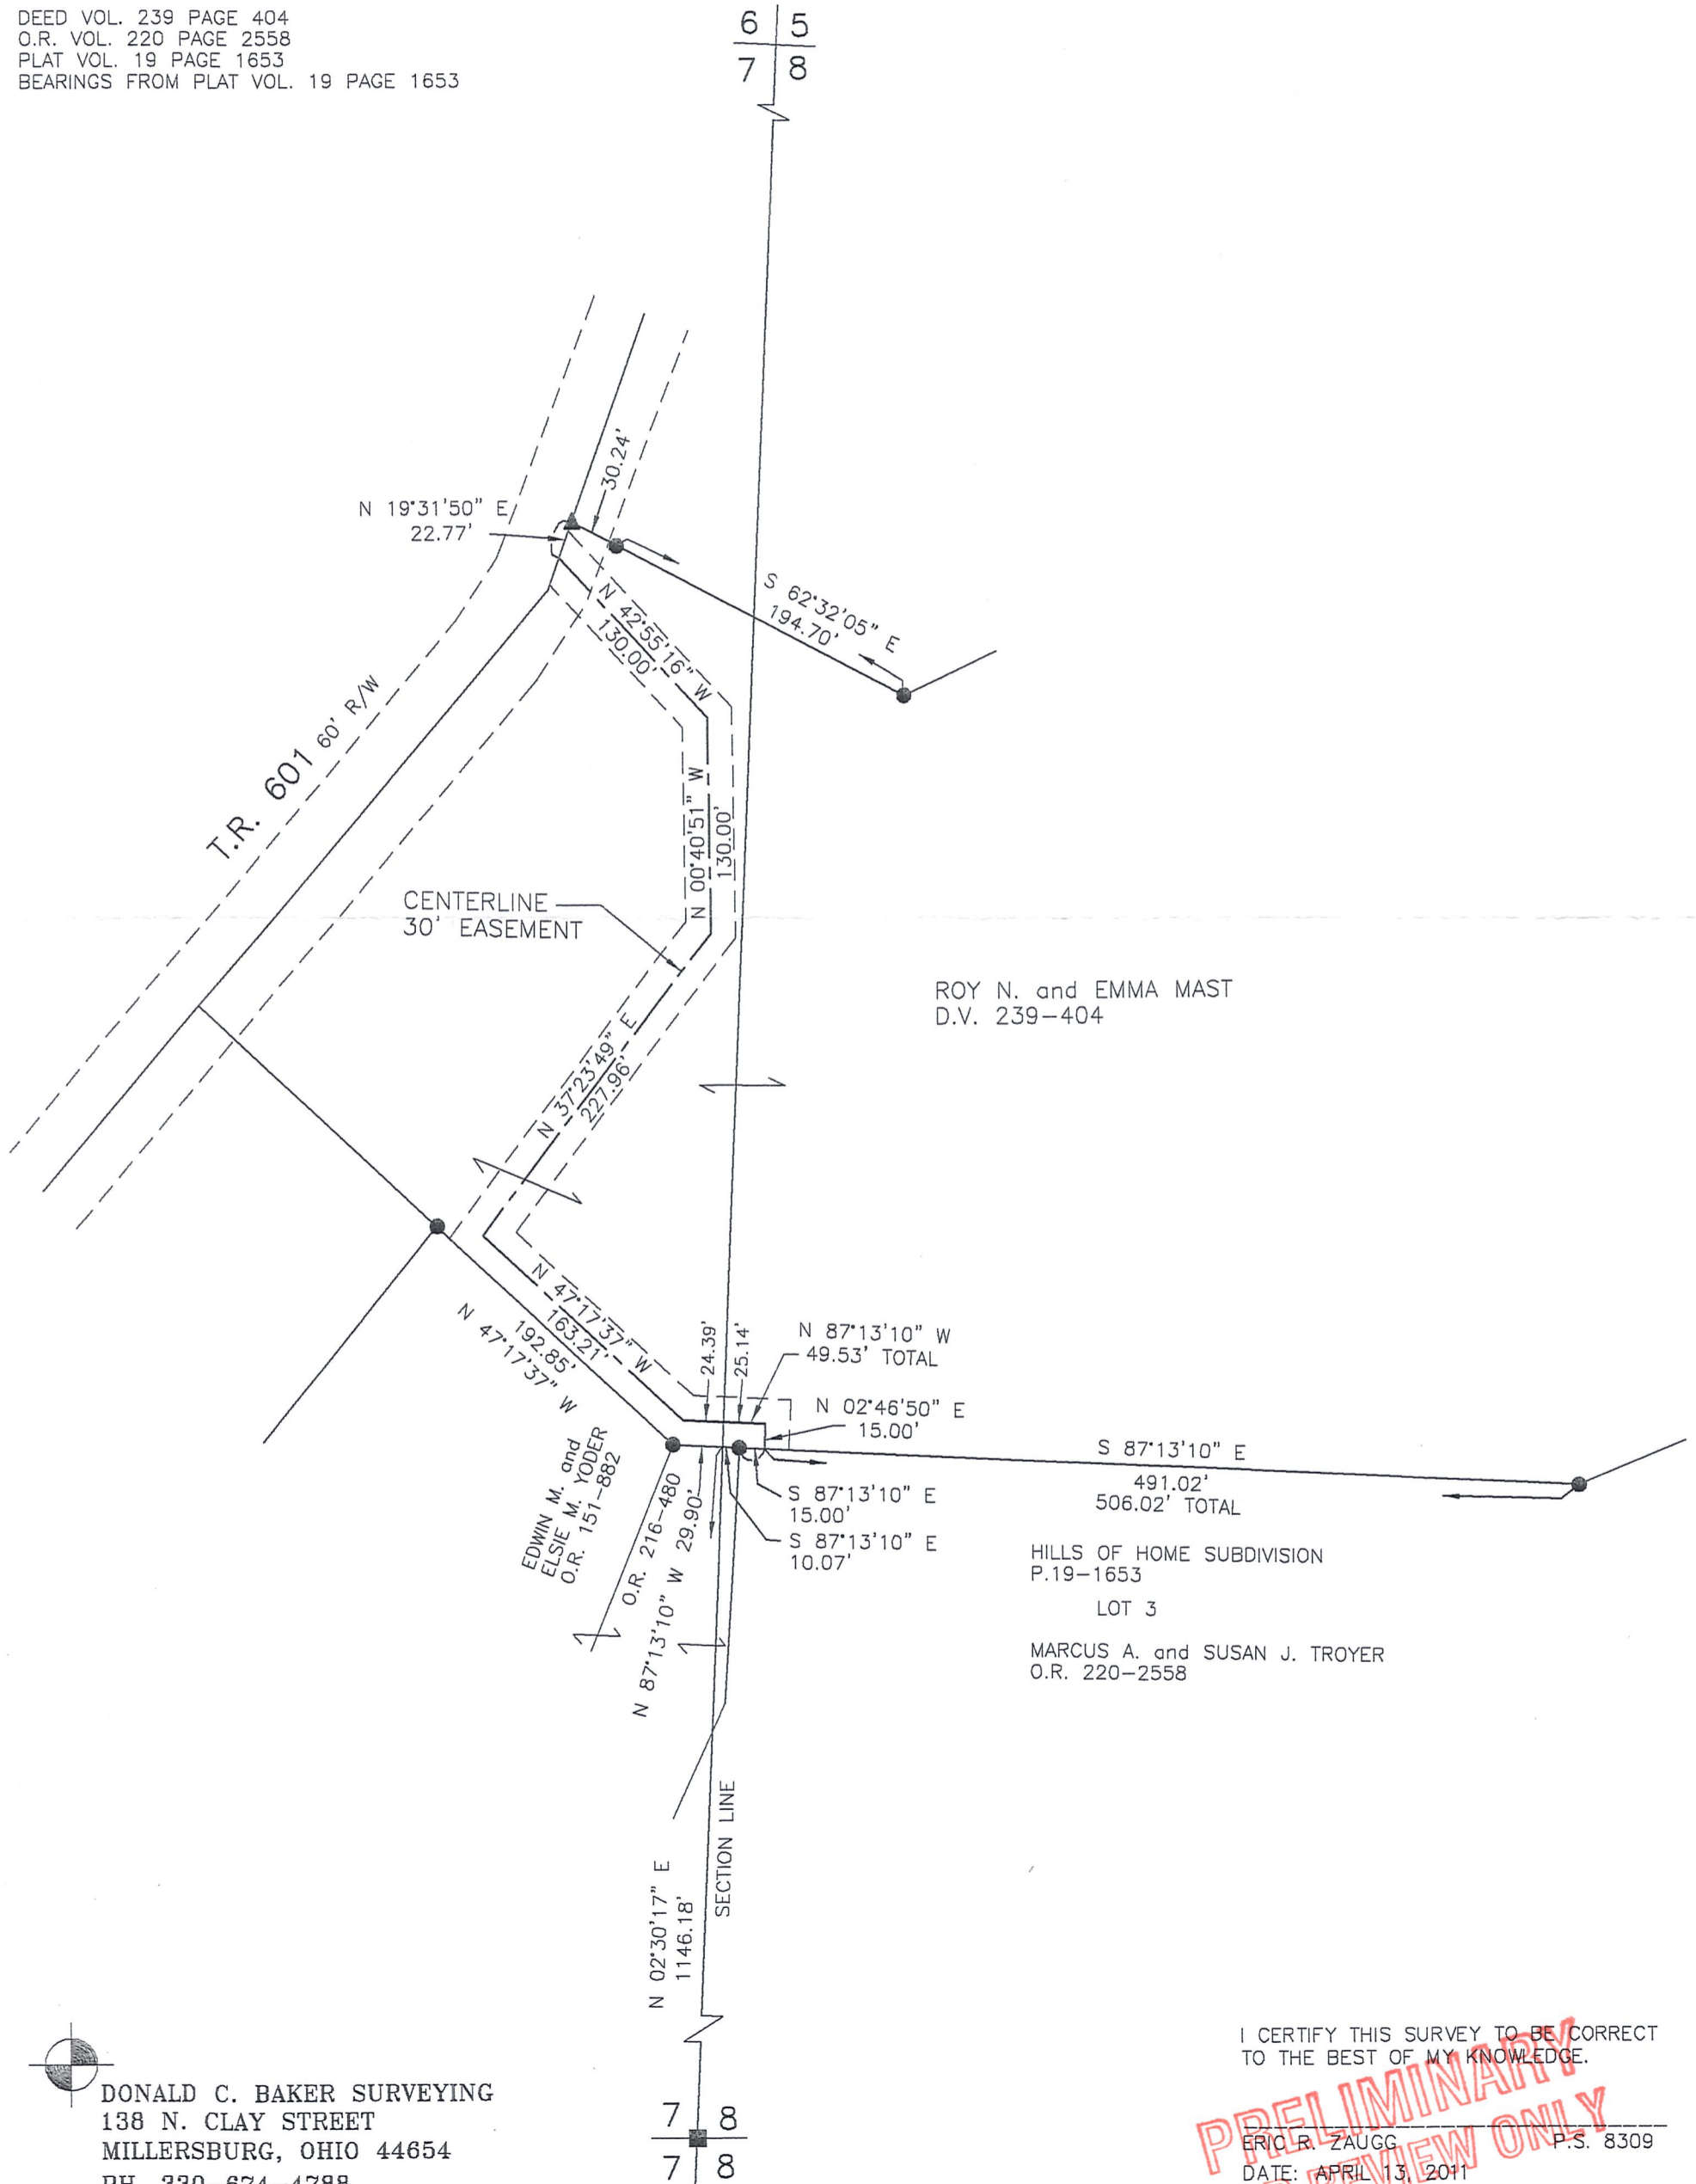 DEED VOL. 239 PAGE 404
O.R. VOL. 220 PAGE 2558
PLAT VOL. 19 PAGE 1653
BEARINGS FROM PLAT VOL. 19 PAGE 1653
6 5
7 8
30.24'
N 19°31'50" E
22.77'
S 62°32'05" E
194.70'
N 42°55'16" W
130.00'
T.R. 601 60' R/W
N 00°40'51" W
130.00'
CENTERLINE
30' EASEMENT
ROY N. and EMMA MAST
D.V. 239-404
N 37°23'49" E
227.96'
N 47°17'37" W
163.21'
192.85'
N 47°17'37" W
24.39'
25.14'
N 87°13'10" W
49.53' TOTAL
N 02°46'50" E
15.00'
S 87°13'10" E
491.02'
506.02' TOTAL
S 87°13'10" E
15.00'
S 87°13'10" E
10.07'
EDWIN M. and
ELSIE M. YODER
O.R. 151-882
O.R. 216-480
N 87°13'10" W 29.90'
HILLS OF HOME SUBDIVISION
P.19-1653
LOT 3
MARCUS A. and SUSAN J. TROYER
O.R. 220-2558
SECTION LINE
N 02°30'17" E
1146.18'
I CERTIFY THIS SURVEY TO BE CORRECT
TO THE BEST OF MY KNOWLEDGE.
PRELIMINARY
REVIEW ONLY
ERIC R. ZAUGG P.S. 8309
DATE: APRIL 13, 2011
DONALD C. BAKER SURVEYING
138 N. CLAY STREET
MILLERSBURG, OHIO 44654
PH. 330-674-4788
7 8
7 8